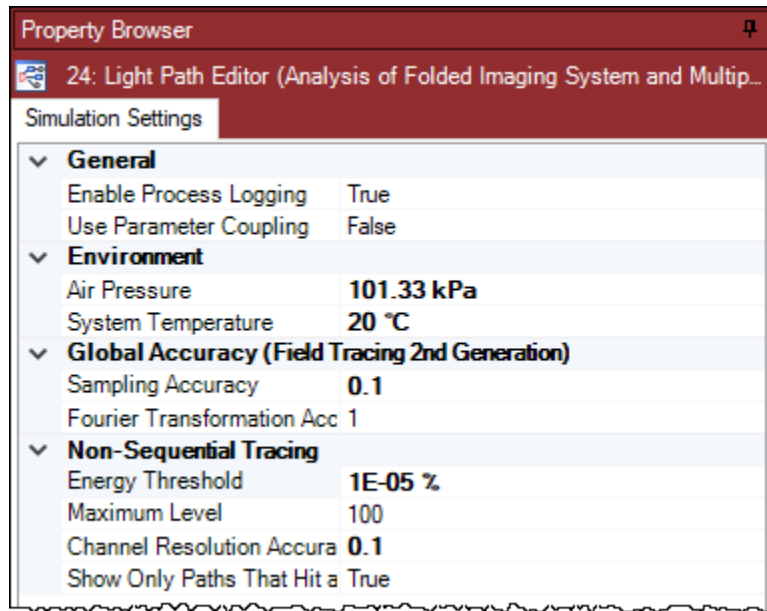 Property Browser
24: Light Path Editor (Analysis of Folded Imaging System and Multip...
Simulation Settings
General
Enable Process Logging True
Use Parameter Coupling False
Environment
Air Pressure 101.33 kPa
System Temperature 20 °C
Global Accuracy (Field Tracing 2nd Generation)
Sampling Accuracy 0.1
Fourier Transformation Acc 1
Non-Sequential Tracing
Energy Threshold 1E-05 %
Maximum Level 100
Channel Resolution Accura 0.1
Show Only Paths That Hit a True